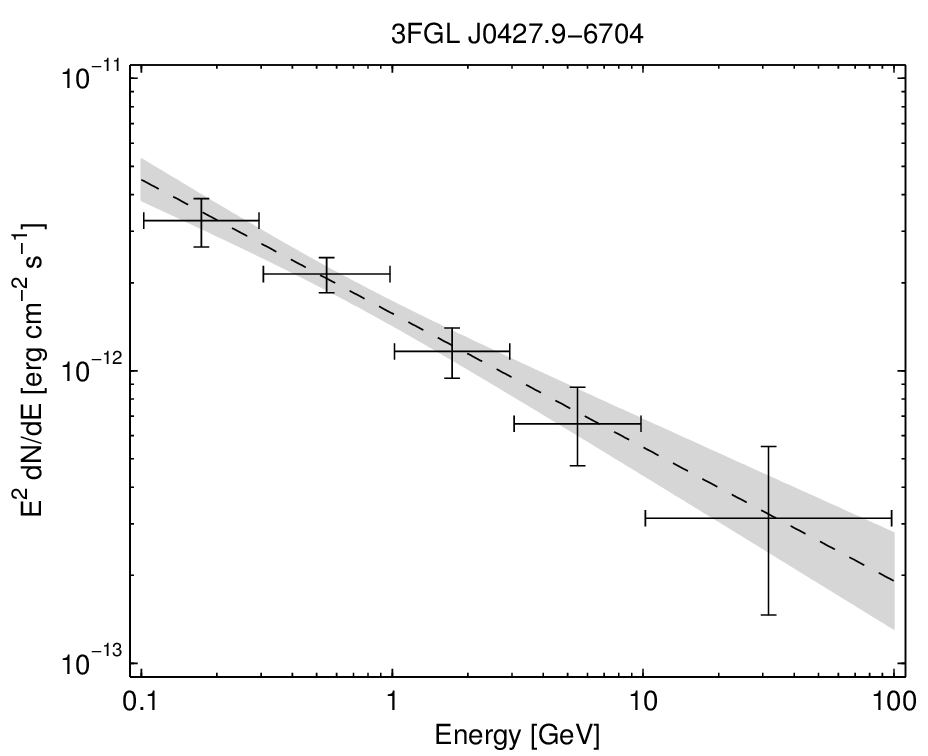 3FGL J0427.9−6704
10⁻¹¹
10⁻¹²
10⁻¹³
E² dN/dE [erg cm⁻² s⁻¹]
0.1 1 10 100
Energy [GeV]